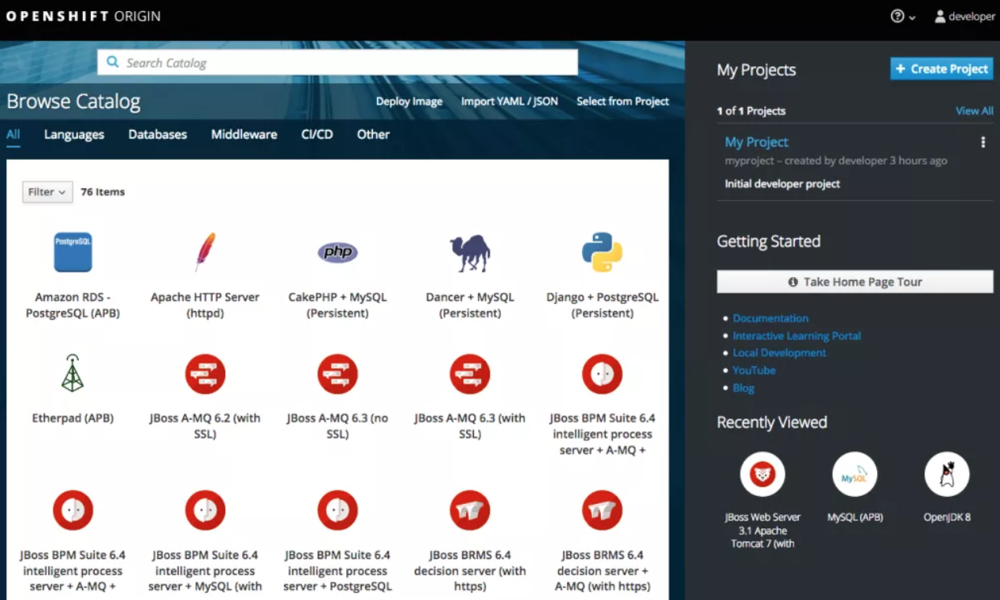 OPENSHIFT ORIGIN
developer
Search Catalog
Browse Catalog
Deploy Image
Import YAML / JSON
Select from Project
All
Languages
Databases
Middleware
CI/CD
Other
Filter
76 Items
PostgreSQL
Amazon RDS -
PostgreSQL (APB)
Apache HTTP Server
(httpd)
php
CakePHP + MySQL
(Persistent)
Dancer + MySQL
(Persistent)
Django + PostgreSQL
(Persistent)
Etherpad (APB)
JBoss A-MQ 6.2 (with
SSL)
JBoss A-MQ 6.3 (no
SSL)
JBoss A-MQ 6.3 (with
SSL)
JBoss BPM Suite 6.4
intelligent process
server + A-MQ +
JBoss BPM Suite 6.4
intelligent process
server + A-MQ +
JBoss BPM Suite 6.4
intelligent process
server + MySQL (with
JBoss BPM Suite 6.4
intelligent process
server + PostgreSQL
JBoss BRMS 6.4
decision server (with
https)
JBoss BRMS 6.4
decision server +
A-MQ (with https)
My Projects
+ Create Project
1 of 1 Projects
View All
My Project
myproject – created by developer 3 hours ago
Initial developer project
Getting Started
Take Home Page Tour
Documentation
Interactive Learning Portal
Local Development
YouTube
Blog
Recently Viewed
JBoss Web Server
3.1 Apache
Tomcat 7 (with
MySQL
MySQL (APB)
OpenJDK 8